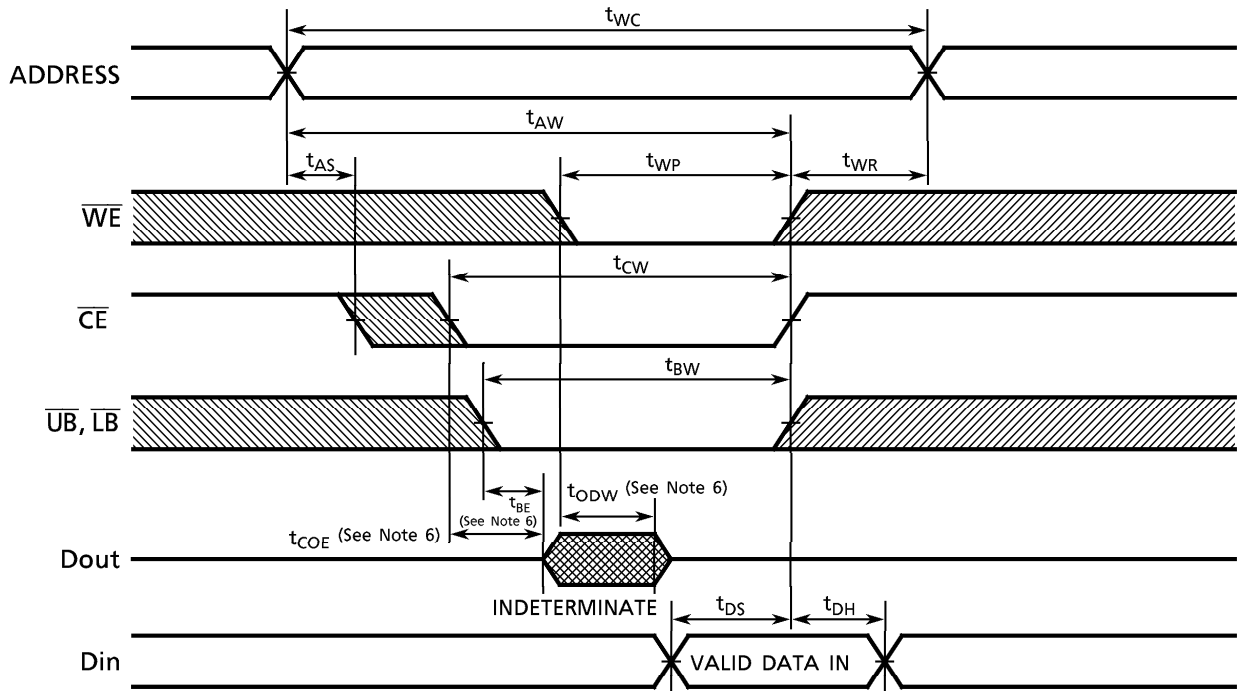 tWC
ADDRESS
tAW
tAS
tWP
tWR
WE
tCW
CE
tBW
UB, LB
tODW (See Note 6)
tBE
(See Note 6)
tCOE (See Note 6)
Dout
INDETERMINATE
tDS
tDH
Din
VALID DATA IN